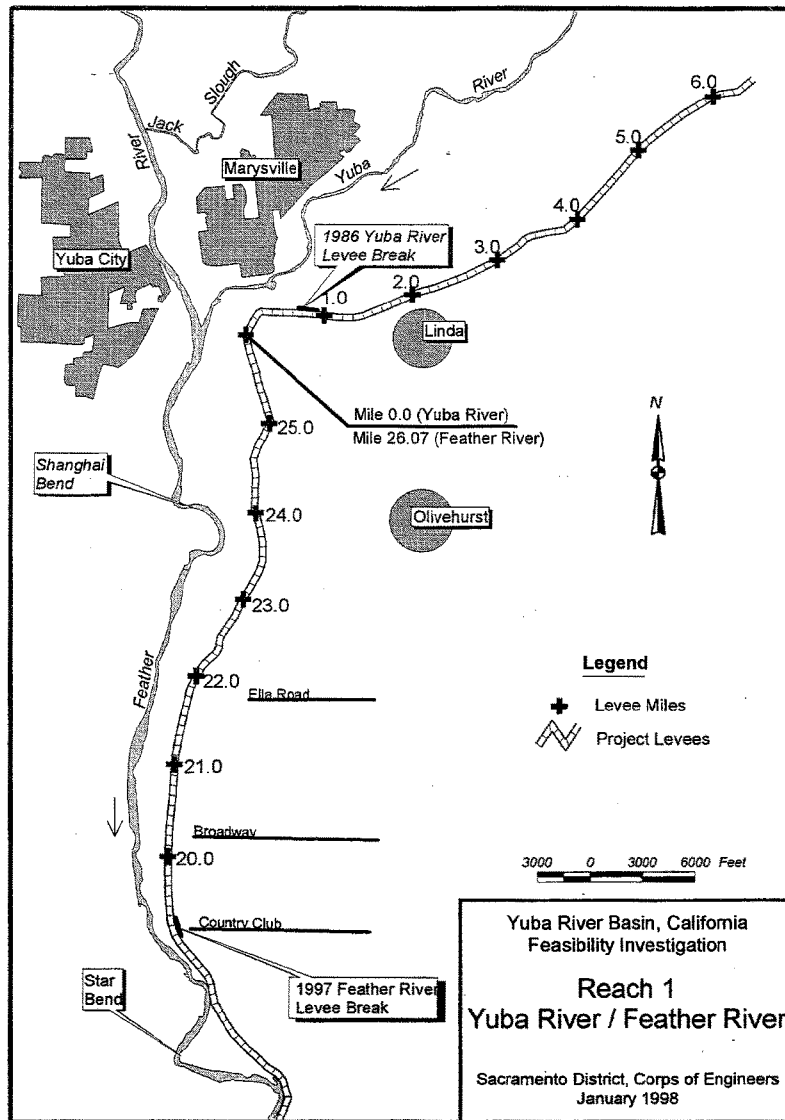 6.0
River
Slough
5.0
Jack
River
Marysville
Yuba
4.0
1986 Yuba River
Levee Break
3.0
Yuba City
2.0
1.0
Linda
Mile 0.0 (Yuba River)
Mile 26.07 (Feather River)
N
25.0
Shanghai
Bend
24.0
Olivehurst
23.0
Feather
22.0
Ella Road
Legend
Levee Miles
Project Levees
21.0
Broadway
20.0
3000 0 3000 6000 Feet
Country Club
Star
Bend
1997 Feather River
Levee Break
Yuba River Basin, California
Feasibility Investigation
Reach 1
Yuba River / Feather River
Sacramento District, Corps of Engineers
January 1998